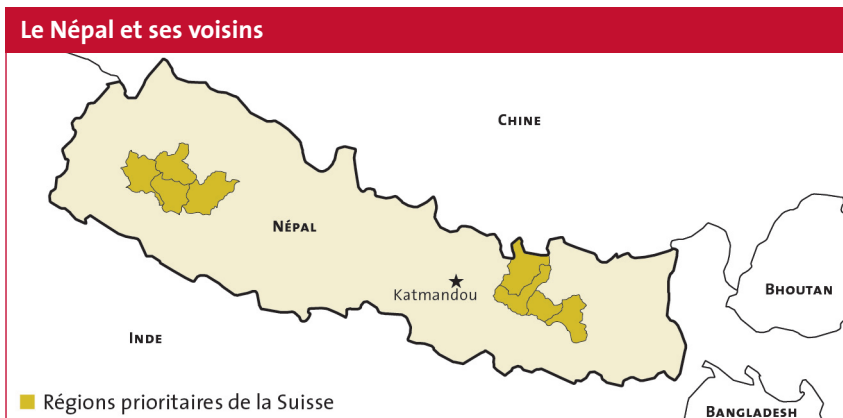 Le Népal et ses voisins
Chine
Népal
Katmandou
Bhoutan
Inde
Régions prioritaires de la Suisse
Bangladesh